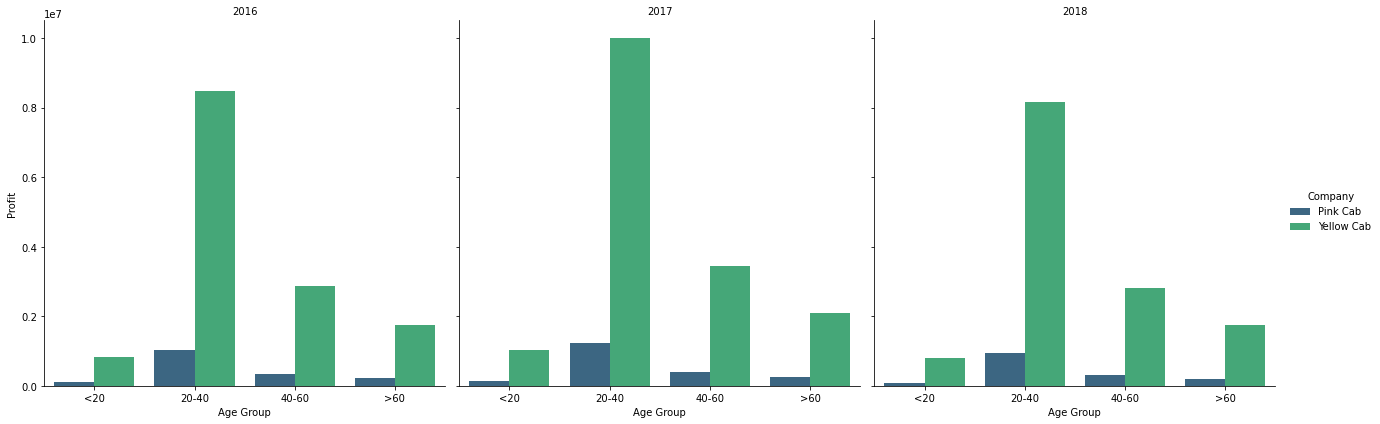 2016 2017 2018
1e7
1.0
0.8
0.6
0.4
0.2
0.0
Profit
<20 20-40 40-60 >60
Age Group
<20 20-40 40-60 >60
Age Group
<20 20-40 40-60 >60
Age Group
Company
Pink Cab
Yellow Cab